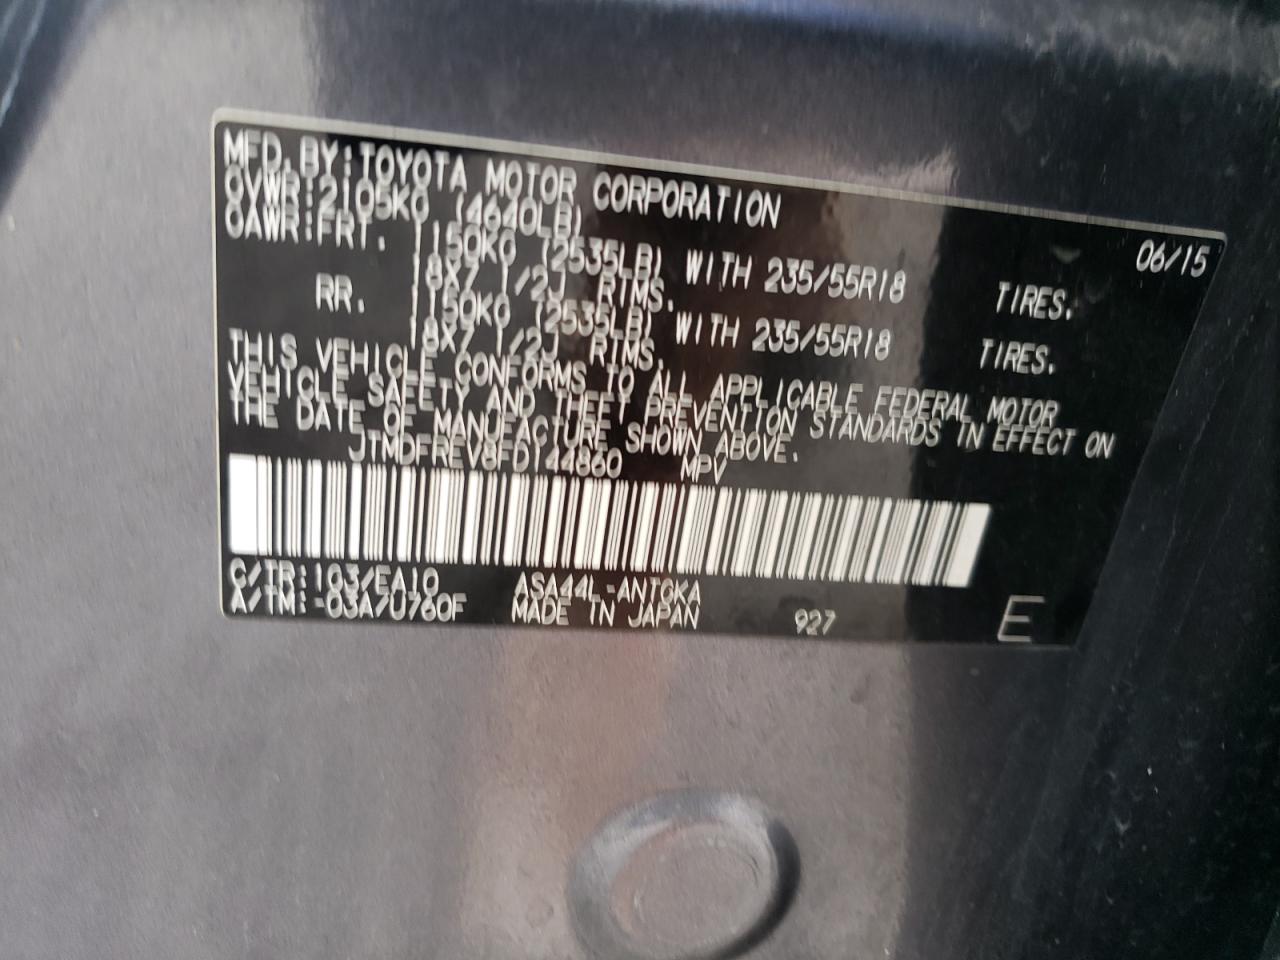 MFD. BY: TOYOTA MOTOR CORPORATION 06/15
GVWR: 2105KG (4640LB)
GAWR: FRT. 1150KG (2535LB) WITH 235/55R18 TIRES,
18X7 1/2J RIMS.
RR. 1150KG (2535LB) WITH 235/55R18 TIRES,
18X7 1/2J RIMS.
THIS VEHICLE CONFORMS TO ALL APPLICABLE FEDERAL MOTOR
VEHICLE SAFETY AND THEFT PREVENTION STANDARDS IN EFFECT ON
THE DATE OF MANUFACTURE SHOWN ABOVE.
JTMDFREV8FD144860 MPV
C/TR: 103/EA10 ASA44L-ANTGKA
A/TM: -03A/U760F MADE IN JAPAN 927 E